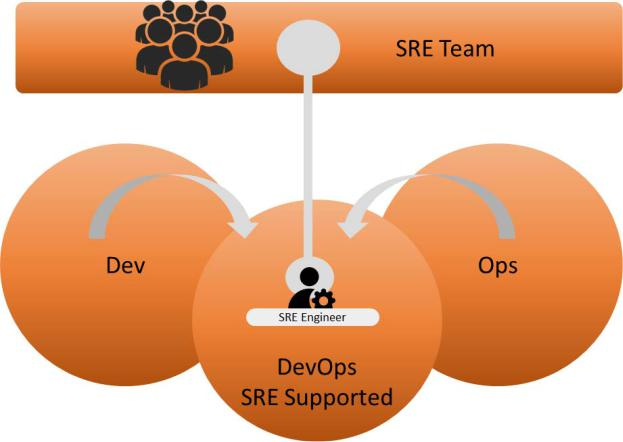 SRE Team
Dev
Ops
SRE Engineer
DevOps
SRE Supported